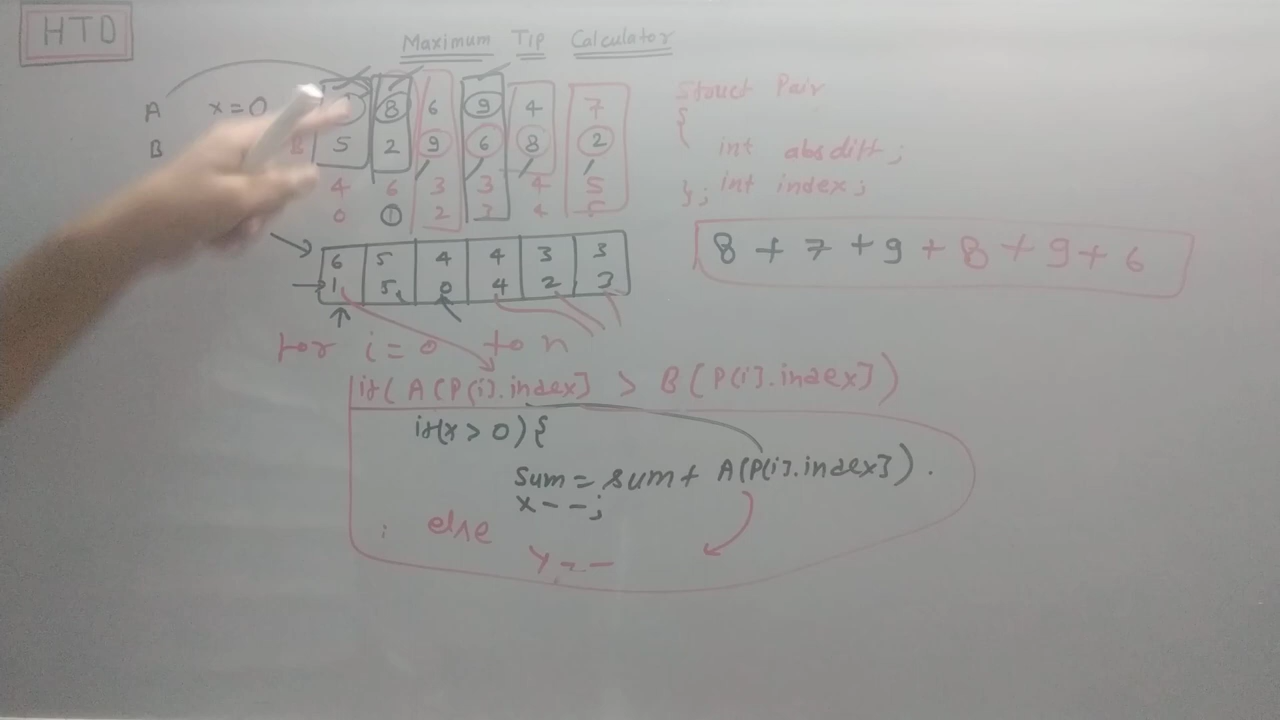 HTD
Maximum Tip Calculator
A x=0 8 6 9 4 7
B 5 2 9 6 8 2
4 6 3 3 4 5
0 1 2 3 4 5
6 5 4 4 3 3
1 5 0 4 2 3
Struct Pair
{
int absdiff;
int index;
};
8 + 7 + 9 + 8 + 9 + 6
for i = 0 to n
if( A[P[i].index] > B[P[i].index])
if(x > 0) {
Sum = sum + A[P[i].index]).
x--;
else